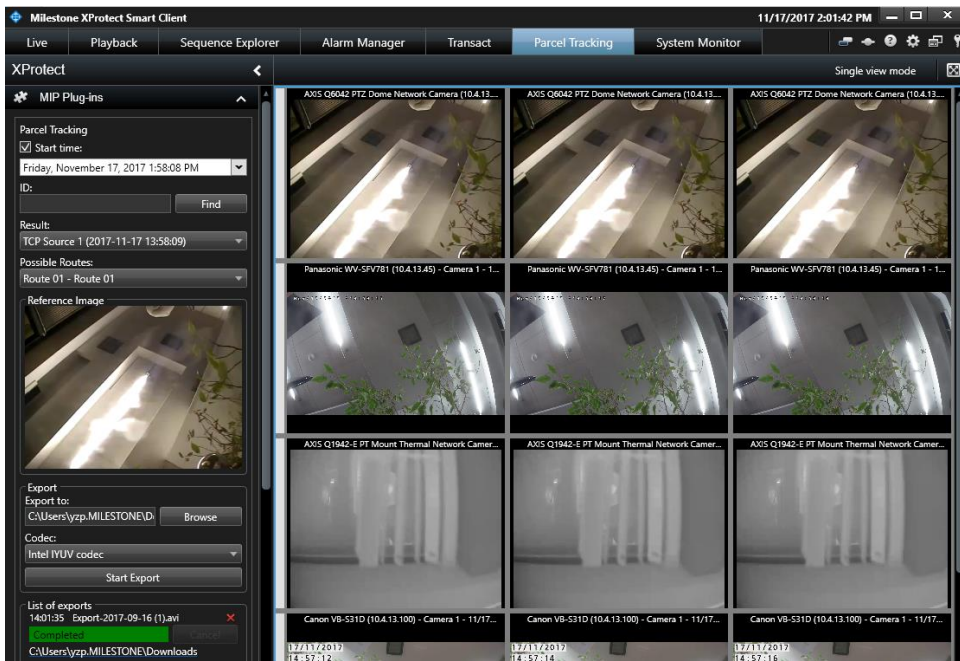 Milestone XProtect Smart Client
11/17/2017 2:01:42 PM
Live
Playback
Sequence Explorer
Alarm Manager
Transact
Parcel Tracking
System Monitor
XProtect
Single view mode
MIP Plug-ins
Parcel Tracking
Start time:
Friday, November 17, 2017 1:58:08 PM
ID:
Find
Result:
TCP Source 1 (2017-11-17 13:58:09)
Possible Routes:
Route 01 - Route 01
Reference Image
Export
Export to:
C:\Users\yzp.MILESTONE\D
Browse
Codec:
Intel IYUV codec
Start Export
List of exports
14:01:35 Export-2017-09-16 (1).avi
Completed
Cancel
C:\Users\yzp.MILESTONE\Downloads
AXIS Q6042 PTZ Dome Network Camera (10.4.13....
AXIS Q6042 PTZ Dome Network Camera (10.4.13....
AXIS Q6042 PTZ Dome Network Camera (10.4.13....
Panasonic WV-SFV781 (10.4.13.45) - Camera 1 - 1...
Panasonic WV-SFV781 (10.4.13.45) - Camera 1 - 1...
Panasonic WV-SFV781 (10.4.13.45) - Camera 1 - 1...
AXIS Q1942-E PT Mount Thermal Network Camer...
AXIS Q1942-E PT Mount Thermal Network Camer...
AXIS Q1942-E PT Mount Thermal Network Camer...
Canon VB-S31D (10.4.13.100) - Camera 1 - 11/17...
Canon VB-S31D (10.4.13.100) - Camera 1 - 11/17...
Canon VB-S31D (10.4.13.100) - Camera 1 - 11/17...
17/11/2017
14:57:12
17/11/2017
14:57:14
17/11/2017
14:57:16